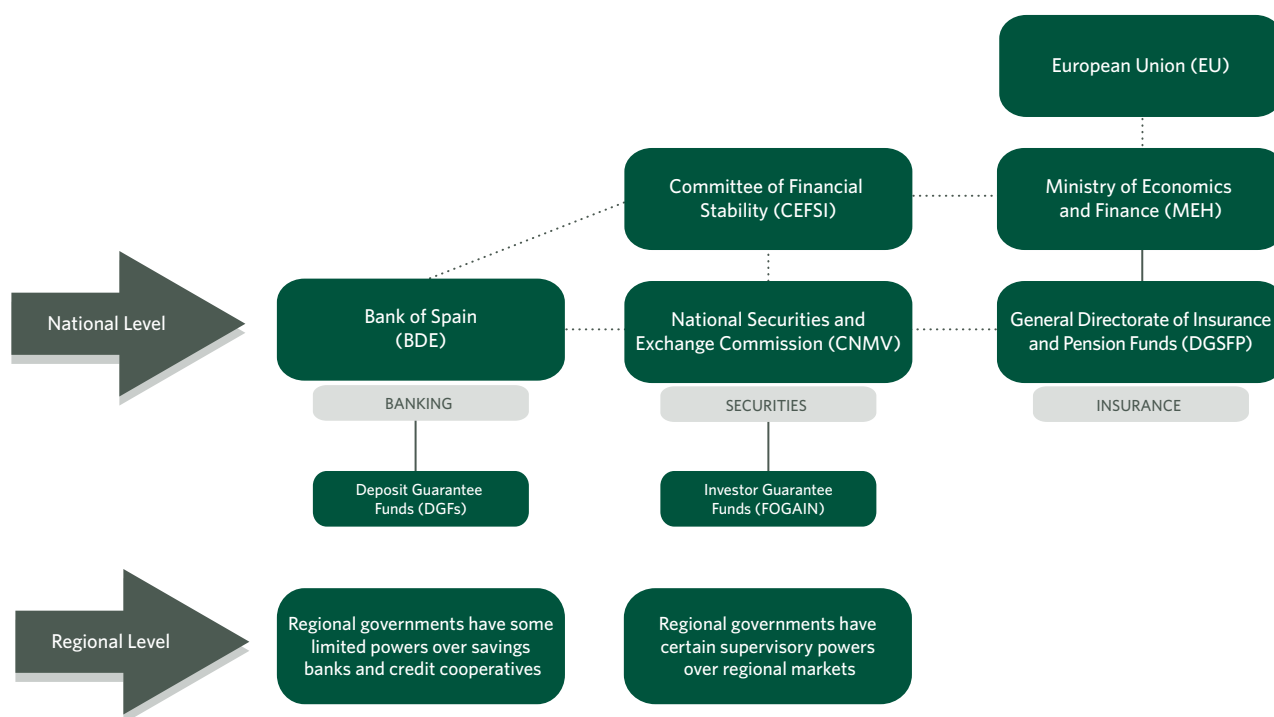 European Union (EU)
Committee of Financial
Stability (CEFSI)
Ministry of Economics
and Finance (MEH)
National Level
Bank of Spain
(BDE)
National Securities and
Exchange Commission (CNMV)
General Directorate of Insurance
and Pension Funds (DGSFP)
BANKING
SECURITIES
INSURANCE
Deposit Guarantee
Funds (DGFs)
Investor Guarantee
Funds (FOGAIN)
Regional Level
Regional governments have some
limited powers over savings
banks and credit cooperatives
Regional governments have
certain supervisory powers
over regional markets